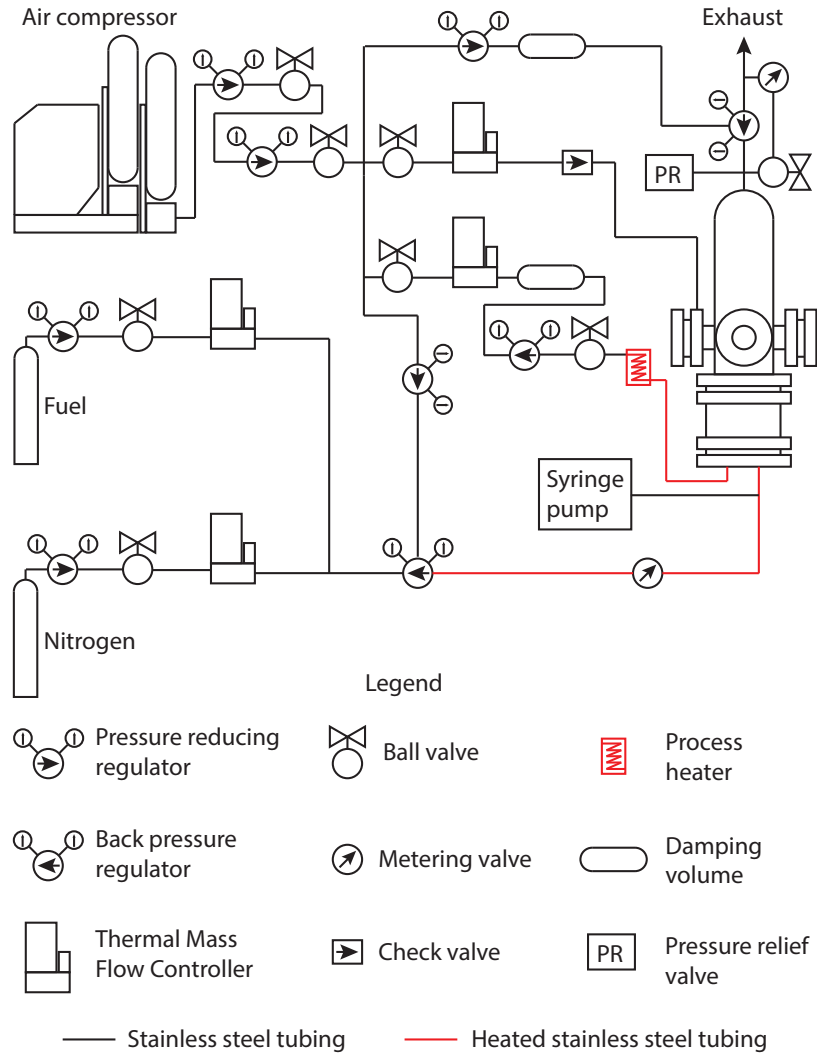 Air compressor
Exhaust
PR
Fuel
Syringe
pump
Nitrogen
Legend
Pressure reducing
regulator
Ball valve
Process
heater
Back pressure
regulator
Metering valve
Damping
volume
Thermal Mass
Flow Controller
Check valve
PR
Pressure relief
valve
Stainless steel tubing
Heated stainless steel tubing